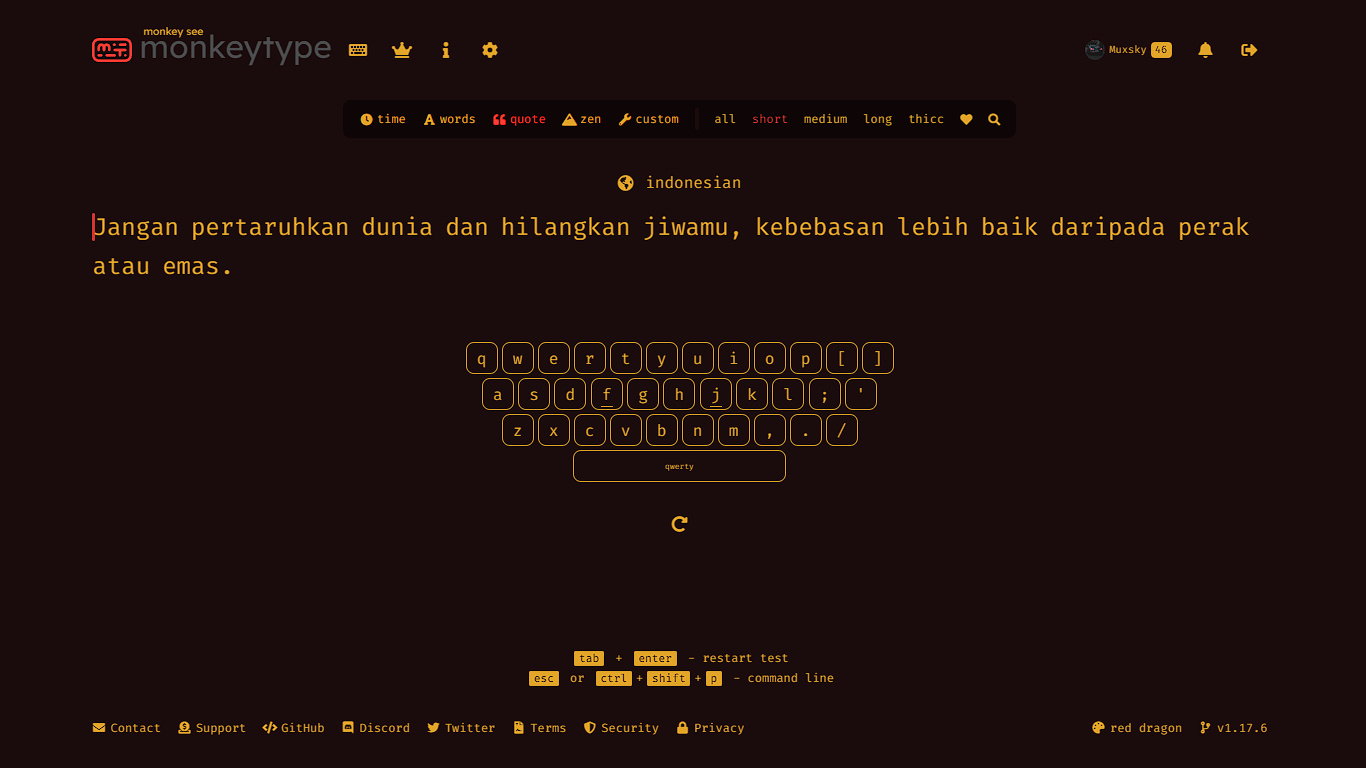 monkey see
monkeytype
Muxsky 46
time words quote zen custom all short medium long thicc
indonesian
Jangan pertaruhkan dunia dan hilangkan jiwamu, kebebasan lebih baik daripada perak
atau emas.
q w e r t y u i o p [ ]
a s d f g h j k l ; '
z x c v b n m , . /
qwerty
tab + enter - restart test
esc or ctrl + shift + p - command line
Contact Support GitHub Discord Twitter Terms Security Privacy red dragon v1.17.6